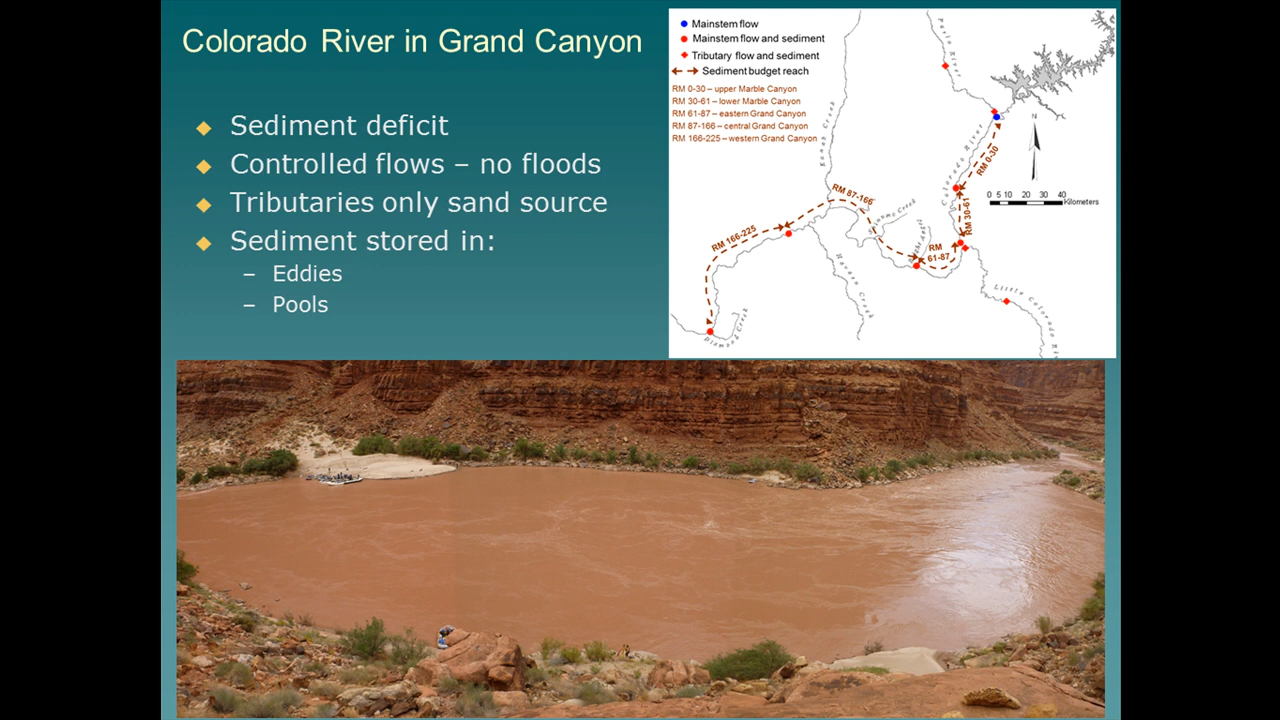 Colorado River in Grand Canyon
Sediment deficit
Controlled flows – no floods
Tributaries only sand source
Sediment stored in:
– Eddies
– Pools
Mainstem flow
Mainstem flow and sediment
Tributary flow and sediment
Sediment budget reach
RM 0-30 – upper Marble Canyon
RM 30-61 – lower Marble Canyon
RM 61-87 – eastern Grand Canyon
RM 87-166 – central Grand Canyon
RM 166-225 – western Grand Canyon
Paria River
Kanab Creek
Colorado River
N
RM 0-30
0 5 10 20 30 40
Kilometers
RM 87-166
RM 30-61
RM 166-225
RM
61-87
Havasu Creek
Little Colorado
Diamond Creek